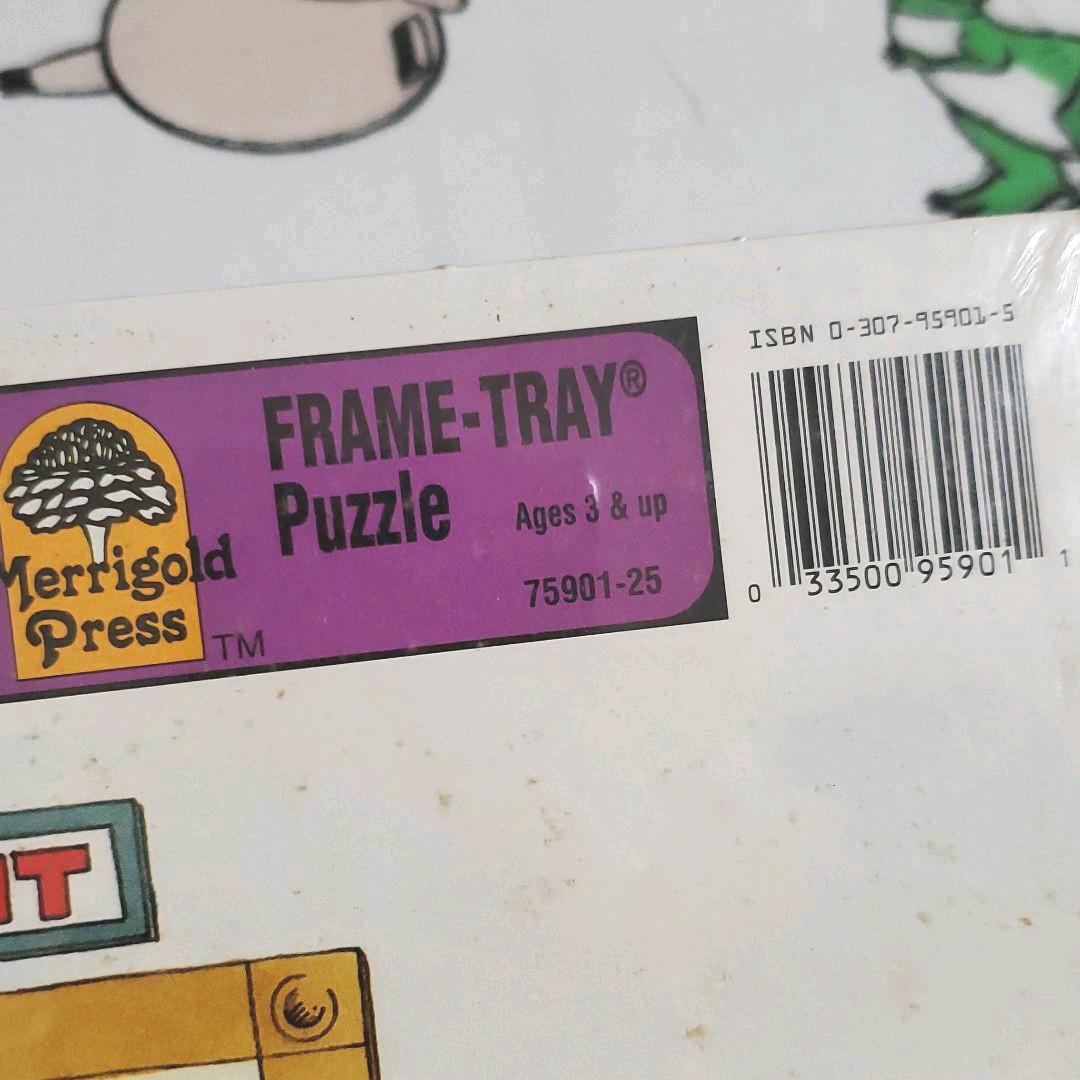 ISBN 0-307-95901-5
FRAME-TRAY®
Puzzle
Ages 3 & up
75901-25
Merrigold
Press
TM
0 33500 95901 1
IT